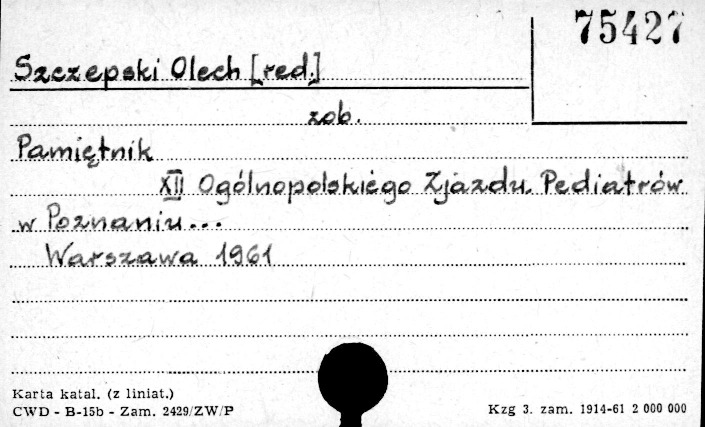 75427
Szczepski Olech [red.]
zob.
Pamiętnik
XII Ogólnopolskiego Zjazdu Pediatrów
w Poznaniu...
Warszawa 1961
Karta katal. (z liniat.)
CWD - B-15b - Zam. 2429/ZW/P
Kzg 3. zam. 1914-61 2 000 000